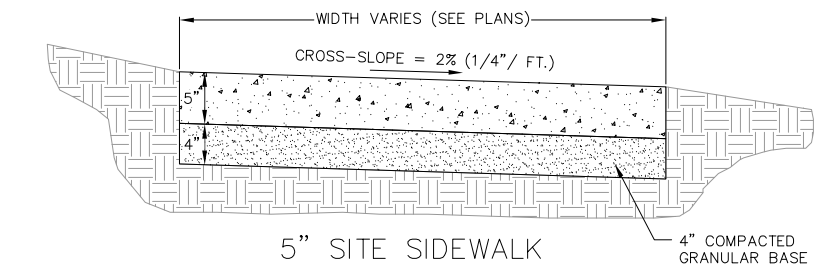 WIDTH VARIES (SEE PLANS)
CROSS-SLOPE = 2% (1/4"/ FT.)
5"
4"
4" COMPACTED
GRANULAR BASE
5" SITE SIDEWALK